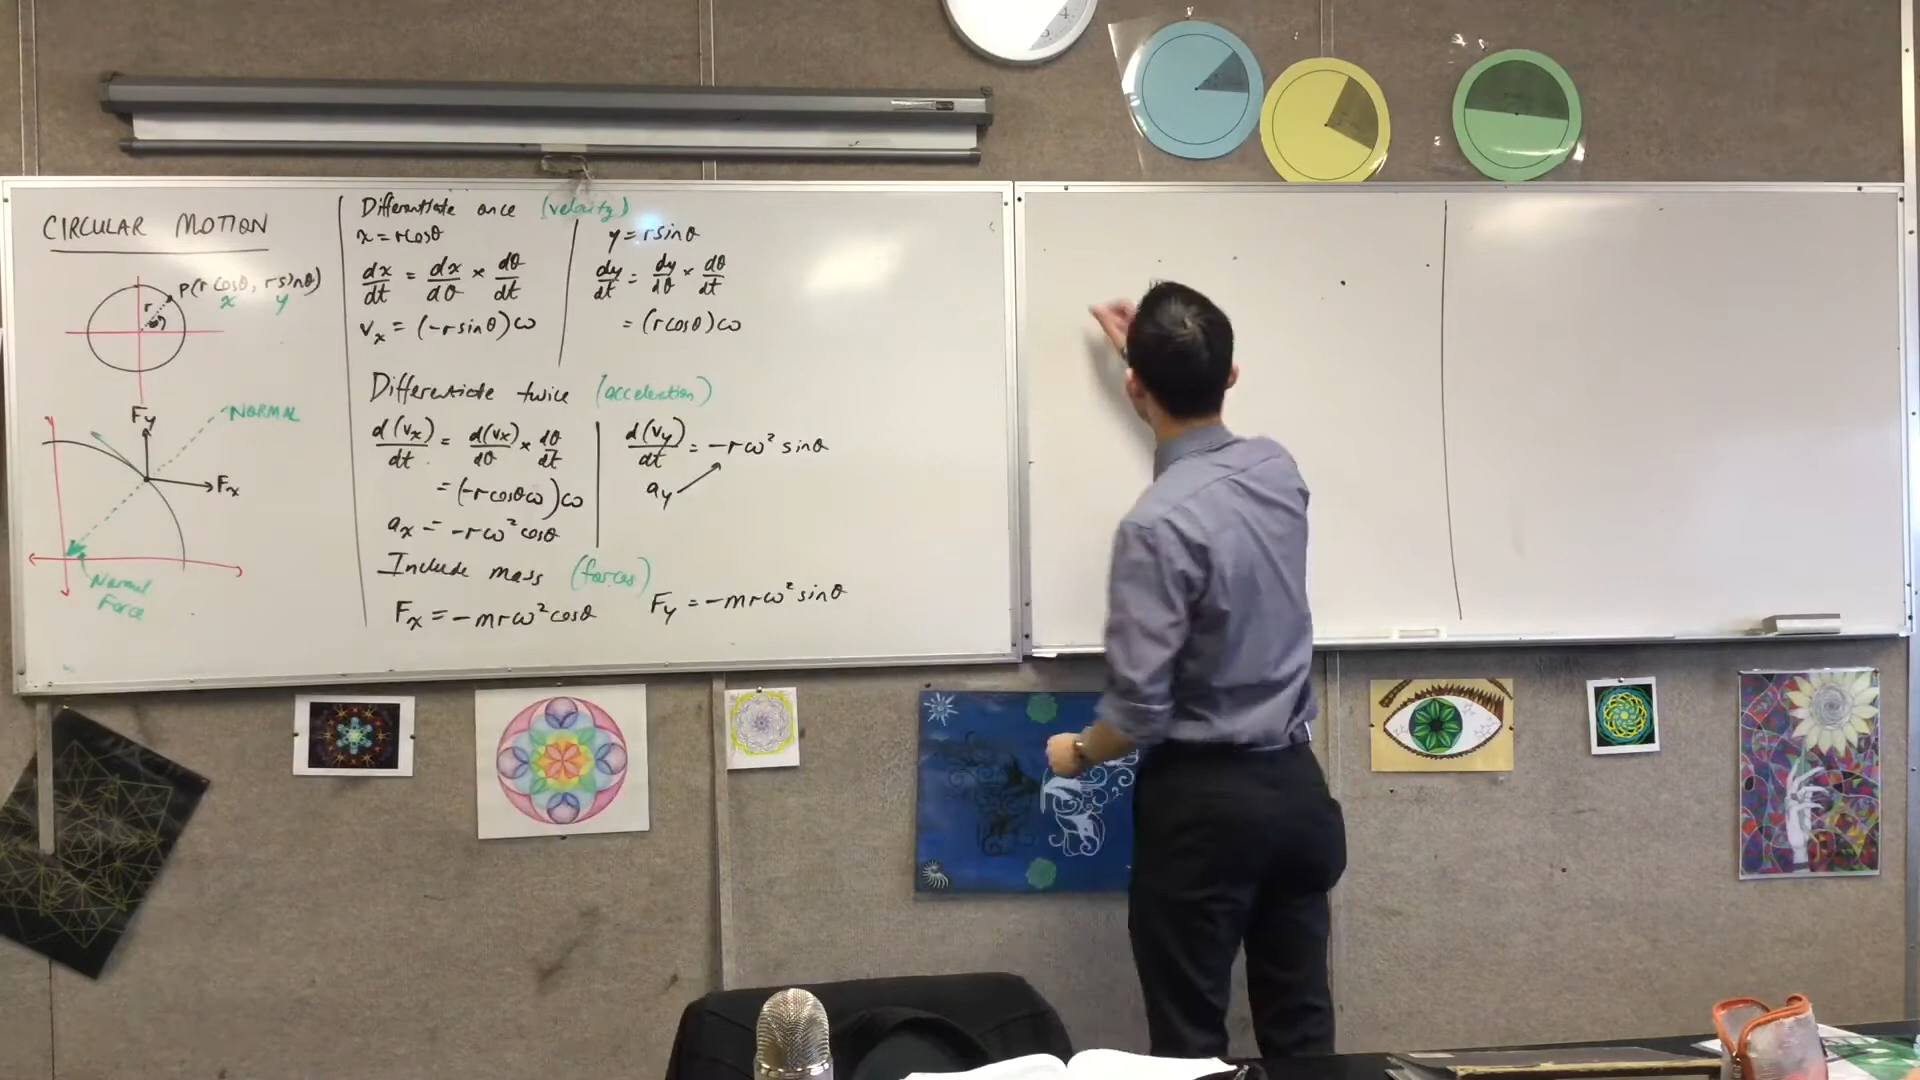 CIRCULAR MOTION
P(r cosθ, r sinθ)
x y
r
θ
Fy
NORMAL
Fx
Normal
Force
Differentiate once (velocity)
x = rcosθ
dx/dt = dx/dθ × dθ/dt
vx = (-r sinθ)ω
y = r sinθ
dy/dt = dy/dθ × dθ/dt
= (r cosθ)ω
Differentiate twice (acceleration)
d(vx)/dt = d(vx)/dθ × dθ/dt
= (-r cosθω)ω
ax = -rω² cosθ
d(vy)/dt = -rω² sinθ
ay
Include mass (forces)
Fx = -mrω² cosθ
Fy = -mrω² sinθ